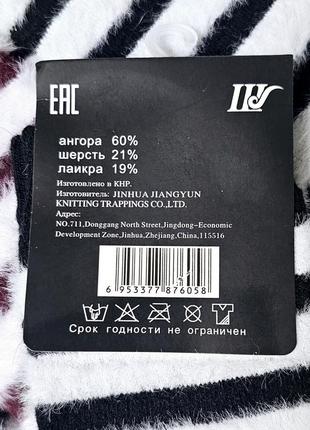 EAC
ангора 60%
шерсть 21%
лаикра 19%
Изготовлено в КНР.
Изготовитель: JINHUA JIANGYUN
KNITTING TRAPPINGS CO.,LTD.
Адрес:
NO.711,Donggang North Street,Jingdong-Economic
Development Zone,Jinhua,Zhejiang,China,115516
6 953377 876058
Срок годности не ограничен